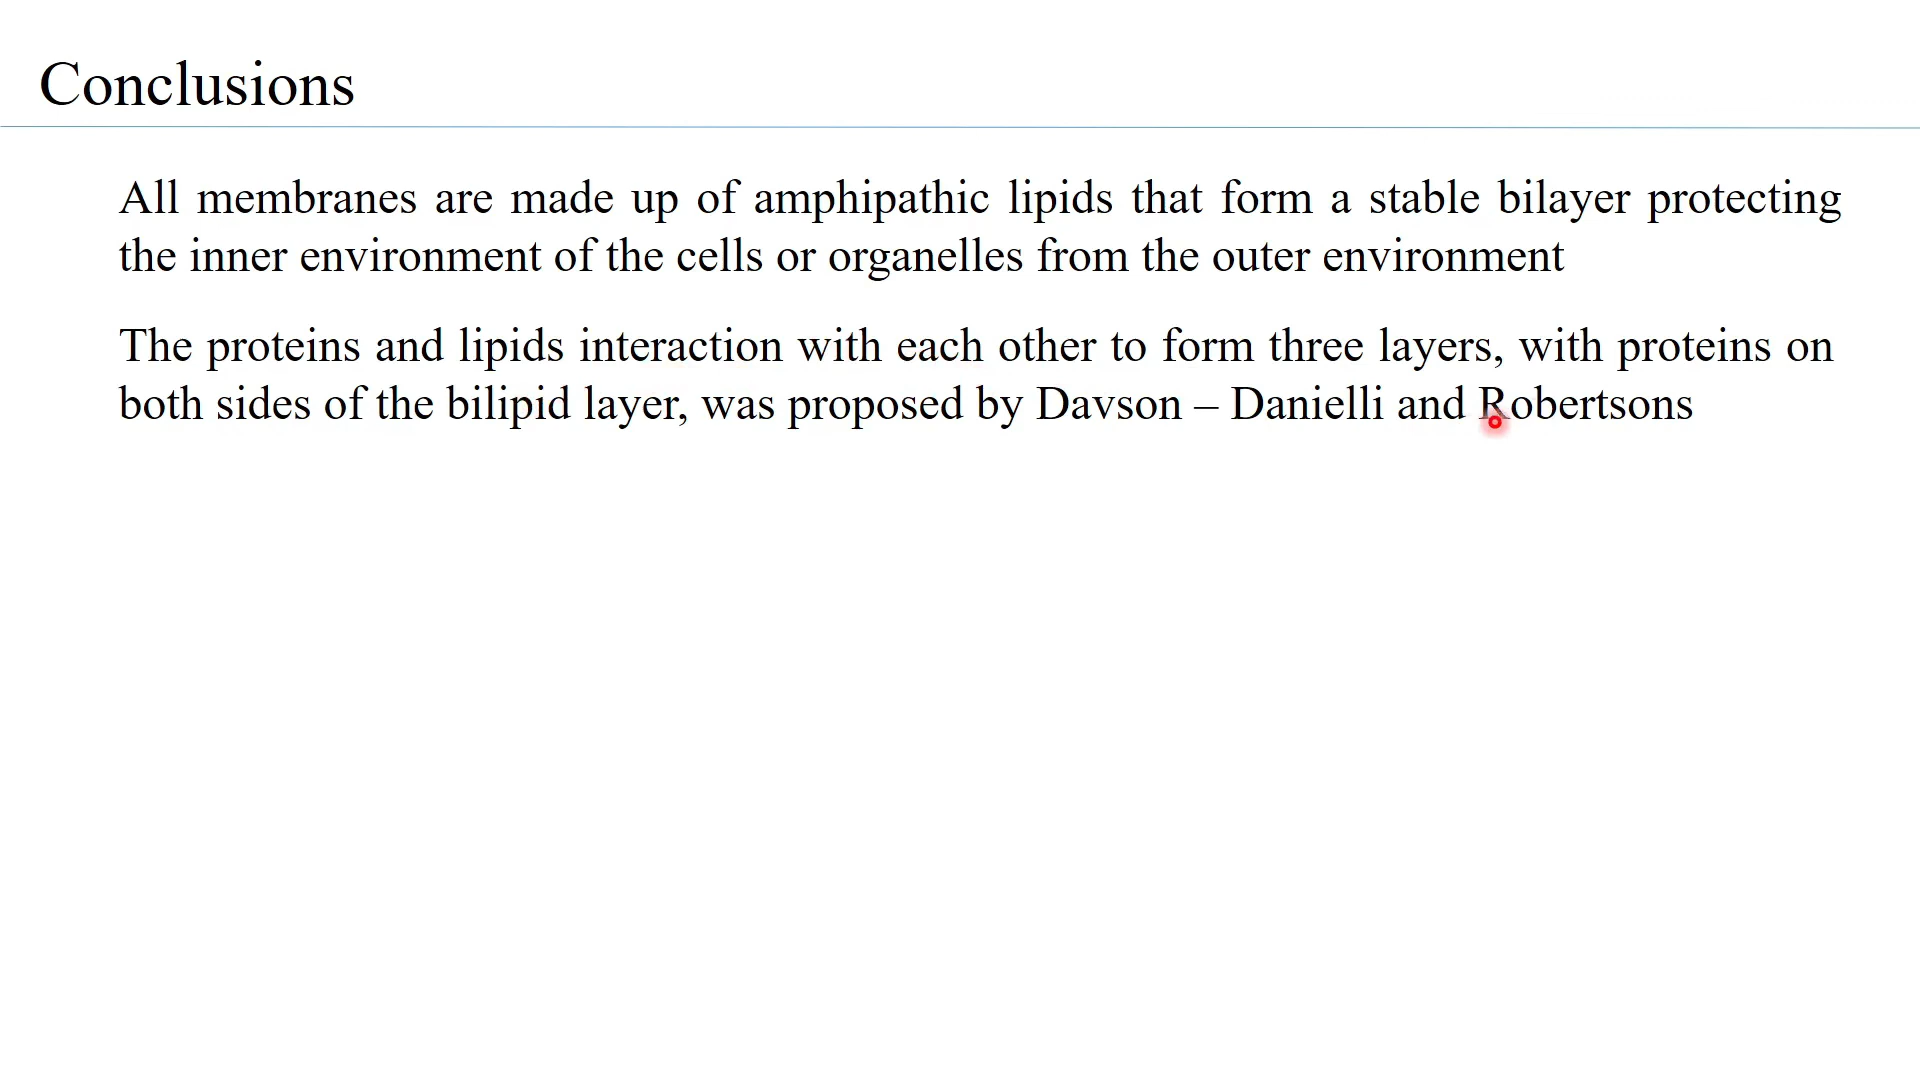 Conclusions
All membranes are made up of amphipathic lipids that form a stable bilayer protecting
the inner environment of the cells or organelles from the outer environment
The proteins and lipids interaction with each other to form three layers, with proteins on
both sides of the bilipid layer, was proposed by Davson – Danielli and Robertsons